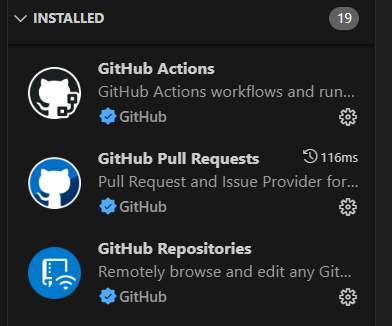 INSTALLED 19
GitHub Actions
GitHub Actions workflows and run...
GitHub
GitHub Pull Requests 116ms
Pull Request and Issue Provider for...
GitHub
GitHub Repositories
Remotely browse and edit any Git...
GitHub